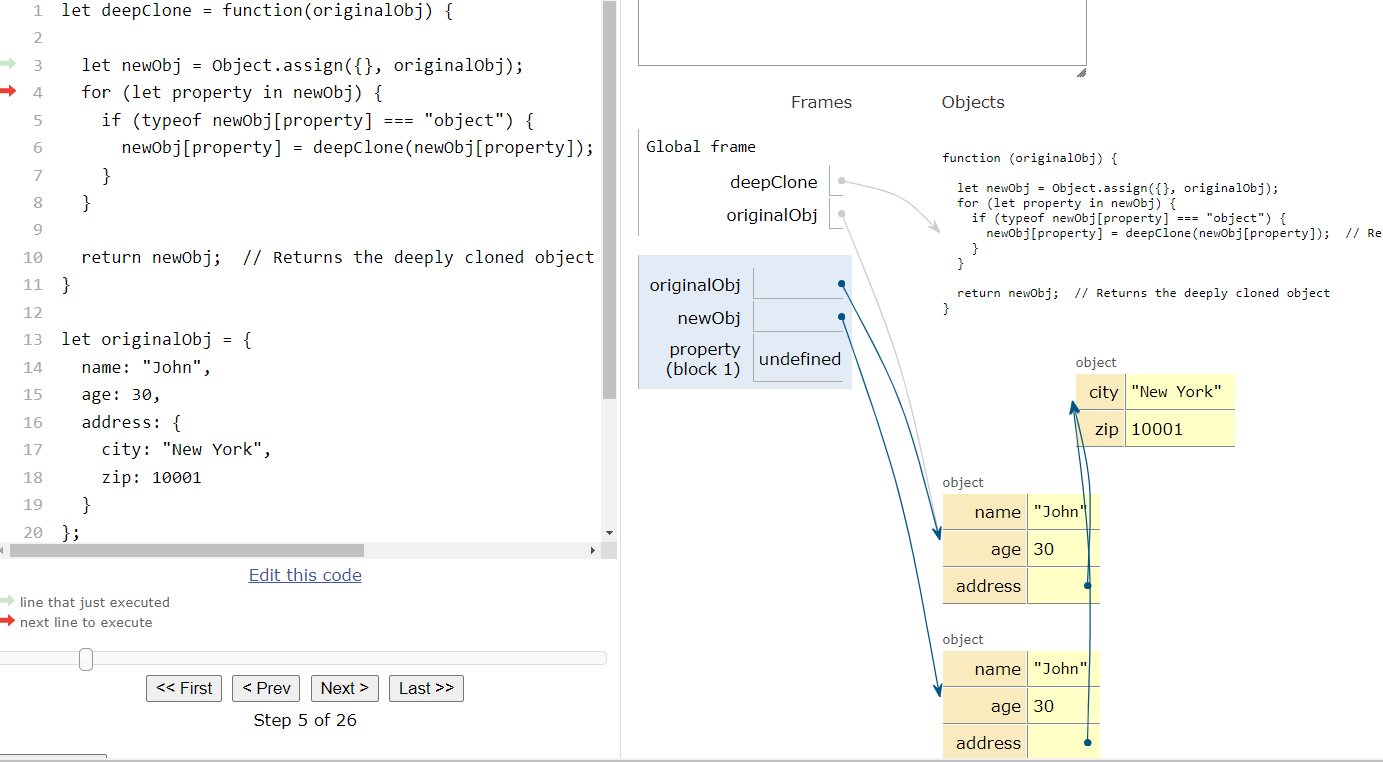 1 let deepClone = function(originalObj) {
2
3 let newObj = Object.assign({}, originalObj);
4 for (let property in newObj) {
5 if (typeof newObj[property] === "object") {
6 newObj[property] = deepClone(newObj[property]);
7 }
8 }
9
10 return newObj;  // Returns the deeply cloned object
11 }
12
13 let originalObj = {
14 name: "John",
15 age: 30,
16 address: {
17 city: "New York",
18 zip: 10001
19 }
20 };
Edit this code
line that just executed
next line to execute
<< First < Prev Next > Last >>
Step 5 of 26
Frames Objects
Global frame
deepClone
originalObj
originalObj
newObj
property
(block 1) undefined
function (originalObj) {
let newObj = Object.assign({}, originalObj);
for (let property in newObj) {
if (typeof newObj[property] === "object") {
newObj[property] = deepClone(newObj[property]);  // Re
}
}
return newObj;  // Returns the deeply cloned object
}
object
city "New York"
zip 10001
object
name "John"
age 30
address
object
name "John"
age 30
address